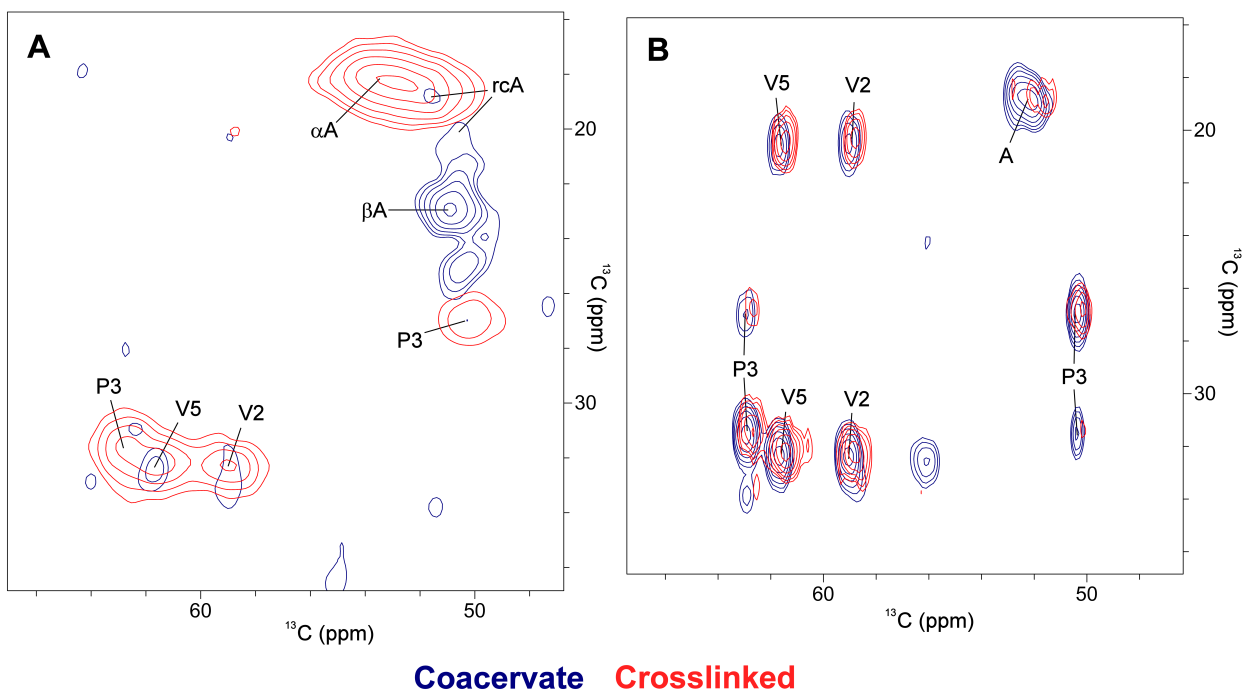 A
rcA
αA
20
βA
P3
P3
V5
V2
30
¹³C (ppm)
60
50
¹³C (ppm)
B
V5
V2
20
A
P3
P3
V5
V2
30
¹³C (ppm)
60
50
¹³C (ppm)
Coacervate Crosslinked